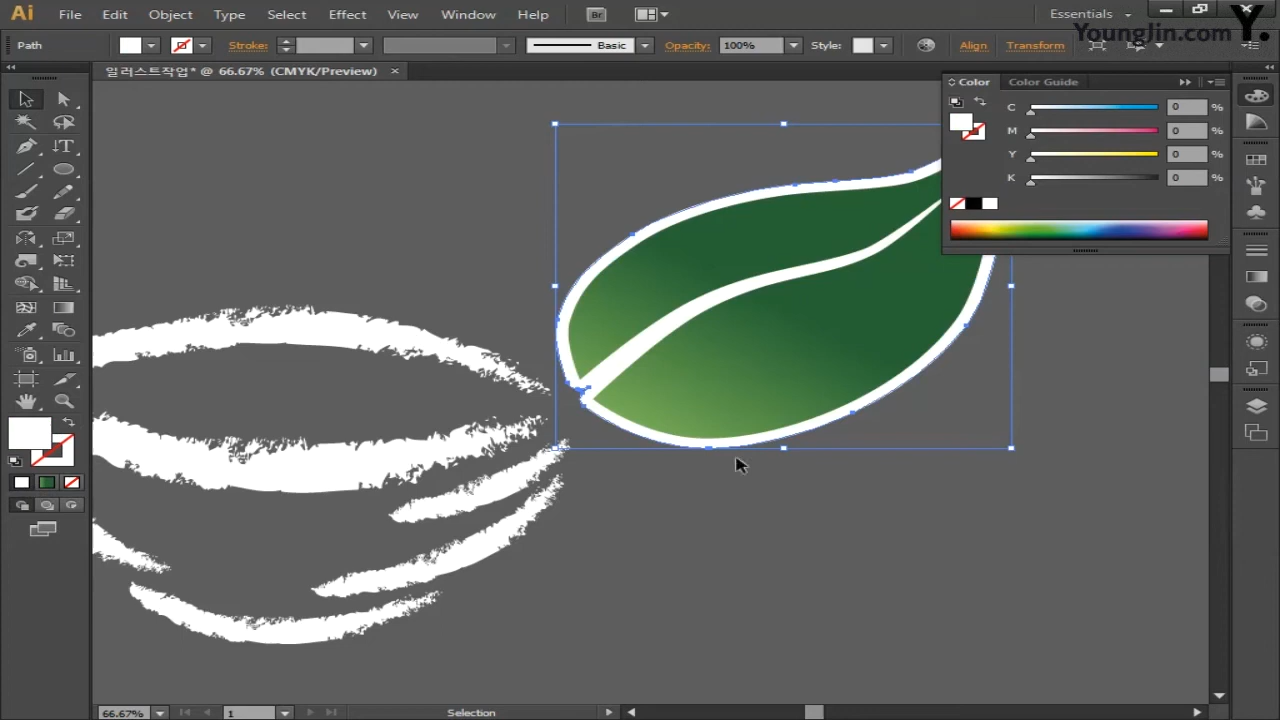 Ai File Edit Object Type Select Effect View Window Help Br Essentials
YoungJin.com Y.
Path Stroke: Basic Opacity: 100% Style: Align Transform
일러스트작업* @ 66.67% (CMYK/Preview) ×
Color Color Guide
C 0 %
M 0 %
Y 0 %
K 0 %
66.67% 1 Selection